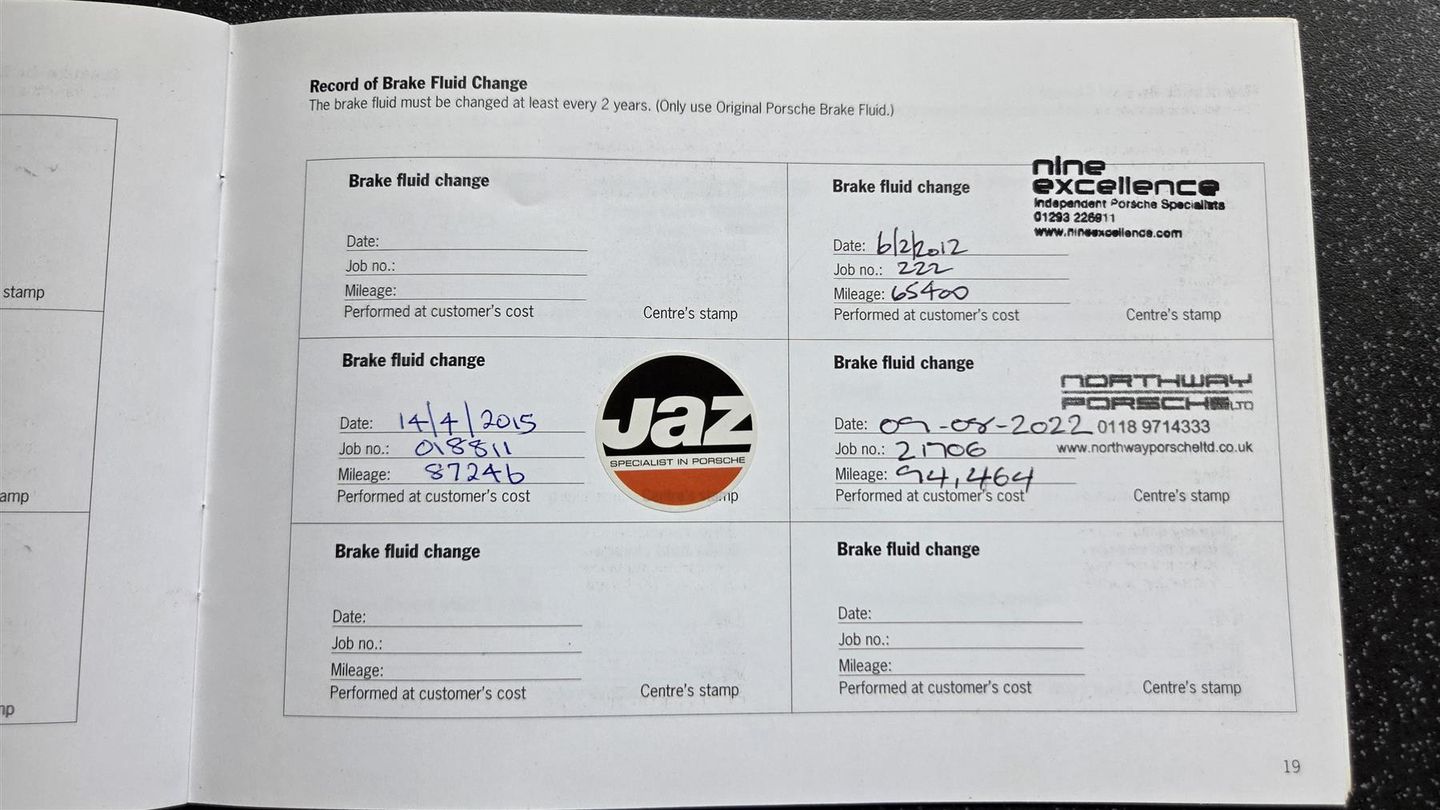 Record of Brake Fluid Change
The brake fluid must be changed at least every 2 years. (Only use Original Porsche Brake Fluid.)
stamp
amp
mp
Brake fluid change
Date:
Job no.:
Mileage:
Performed at customer's cost
Centre's stamp
Brake fluid change
nine
excellence
Independent Porsche Specialists
01293 226911
www.nineexcellence.com
Date: 6/2/2012
Job no.: 222
Mileage: 65400
Performed at customer's cost
Centre's stamp
Brake fluid change
Date: 14/4/2015
Job no.: 018811
Mileage: 87246
Performed at customer's cost
JAZ
SPECIALIST IN PORSCHE
Centre's stamp
Brake fluid change
NORTHWAY
PORSCHE LTD
0118 9714333
www.northwayporscheltd.co.uk
Date: 09-08-2022
Job no.: 21706
Mileage: 94,464
Performed at customer's cost
Centre's stamp
Brake fluid change
Date:
Job no.:
Mileage:
Performed at customer's cost
Centre's stamp
Brake fluid change
Date:
Job no.:
Mileage:
Performed at customer's cost
Centre's stamp
19